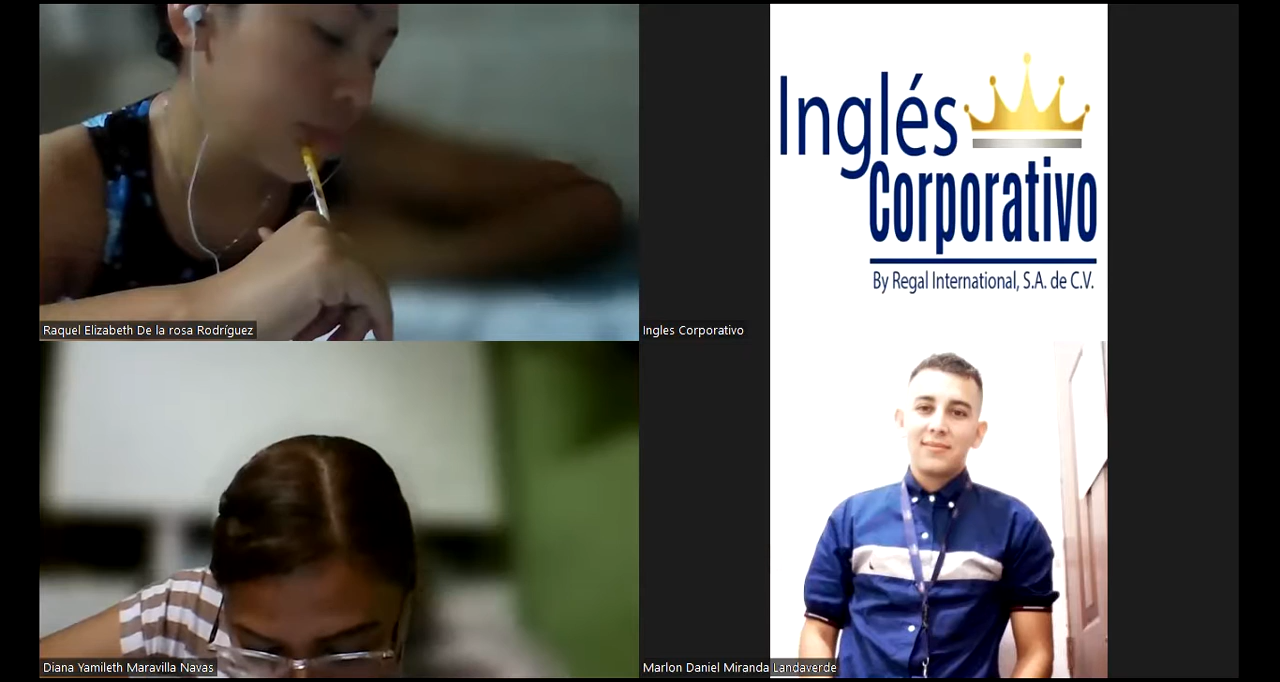 Inglés
Corporativo
By Regal International, S.A. de C.V.
Raquel Elizabeth De la rosa Rodríguez
Ingles Corporativo
Diana Yamileth Maravilla Navas
Marlon Daniel Miranda Landaverde